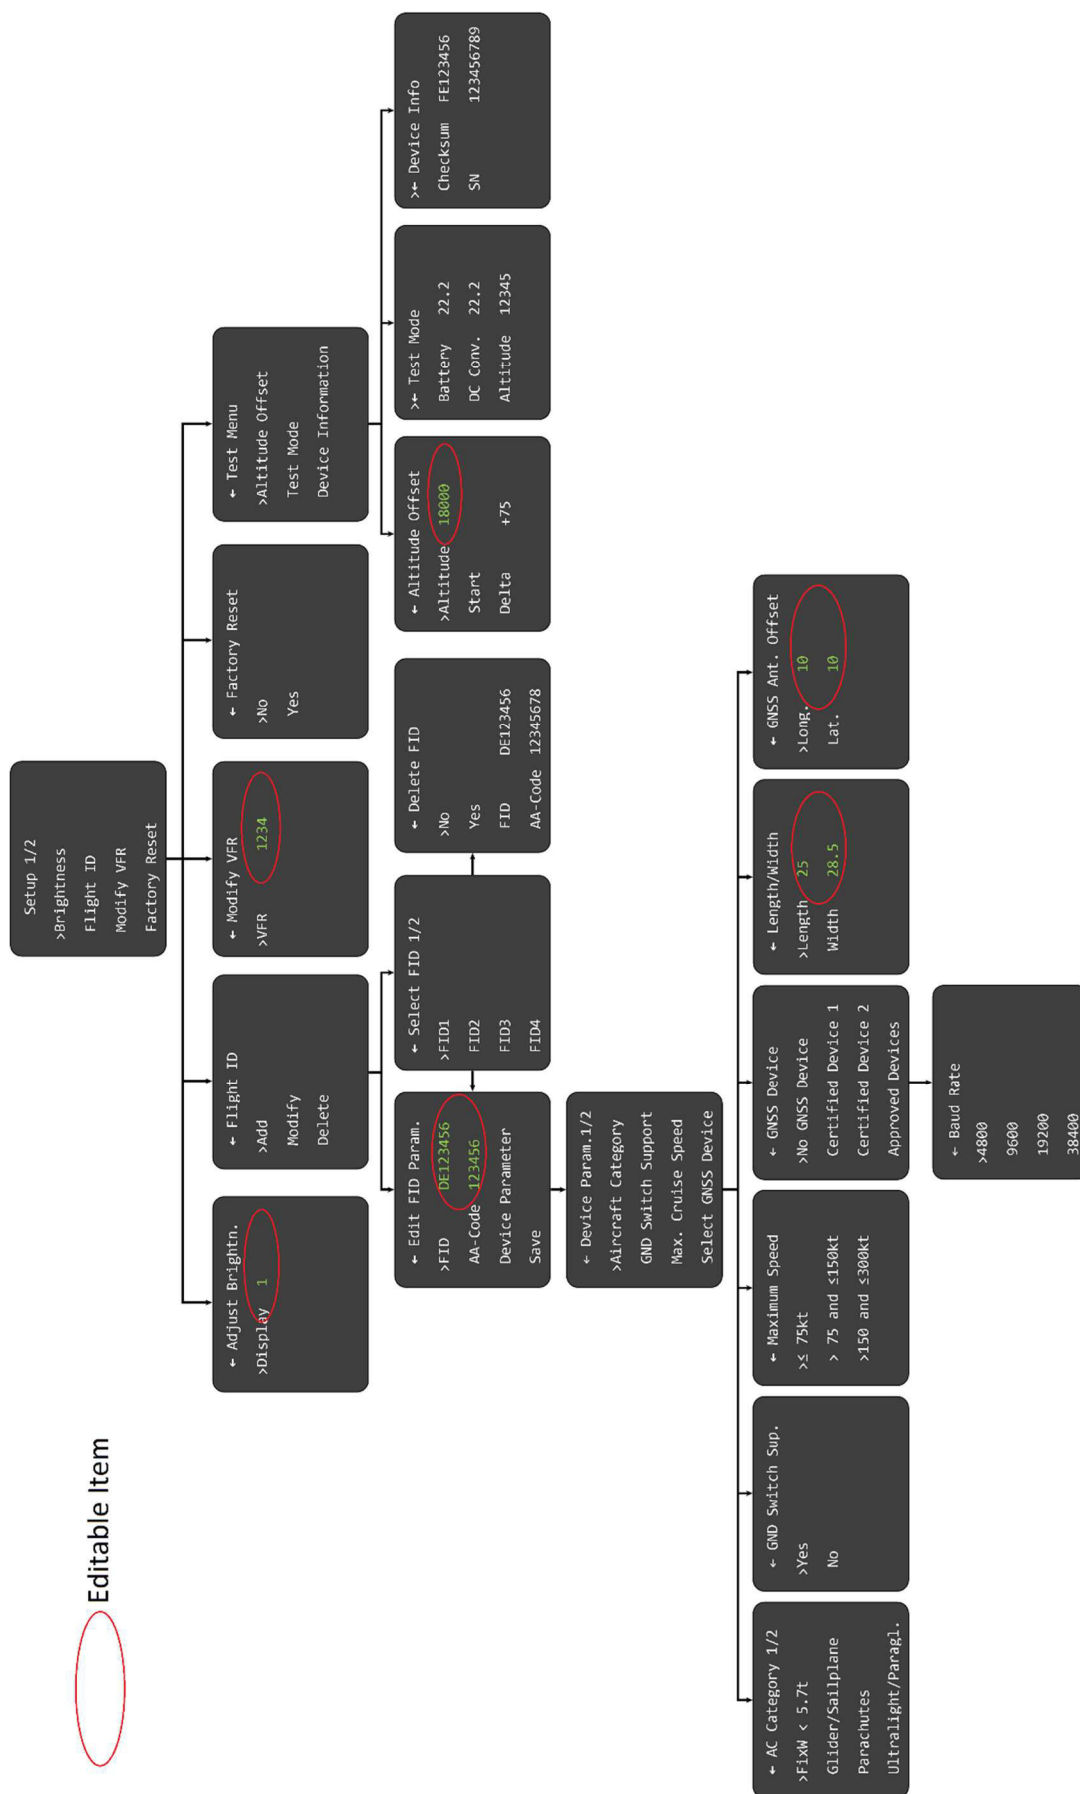 Editable Item
Setup 1/2
>Brightness
Flight ID
Modify VFR
Factory Reset
← Adjust Brightn.
>Display 1
← Flight ID
>Add
Modify
Delete
← Modify VFR
>VFR 1234
← Factory Reset
>No
Yes
← Test Menu
>Altitude Offset
Test Mode
Device Information
← Edit FID Param.
>FID DE123456
AA-Code 123456
Device Parameter
Save
← Select FID 1/2
>FID1
FID2
FID3
FID4
← Delete FID
>No
Yes
FID DE123456
AA-Code 12345678
← Altitude Offset
>Altitude 18000
Start
Delta +75
>← Test Mode
Battery 22.2
DC Conv. 22.2
Altitude 12345
>← Device Info
Checksum FE123456
SN 123456789
← Device Param.1/2
>Aircraft Category
GND Switch Support
Max. Cruise Speed
Select GNSS Device
← AC Category 1/2
>FixW < 5.7t
Glider/Sailplane
Parachutes
Ultralight/Paragl.
← GND Switch Sup.
>Yes
No
← Maximum Speed
>≤ 75kt
> 75 and ≤150kt
>150 and ≤300kt
← GNSS Device
>No GNSS Device
Certified Device 1
Certified Device 2
Approved Devices
← Length/Width
>Length 25
Width 28.5
← GNSS Ant. Offset
>Long. 10
Lat. 10
← Baud Rate
>4800
9600
19200
38400